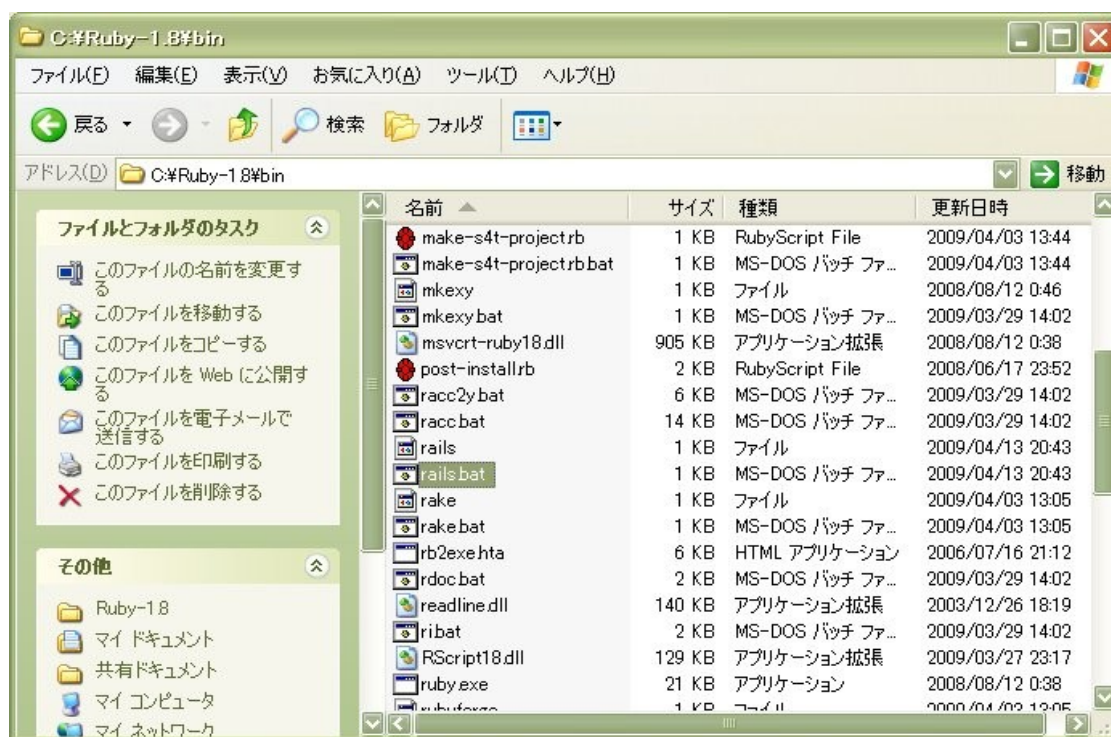 C:¥Ruby-1.8¥bin
ファイル(F) 編集(E) 表示(V) お気に入り(A) ツール(T) ヘルプ(H)
戻る 検索 フォルダ
アドレス(D) C:¥Ruby-1.8¥bin 移動
ファイルとフォルダのタスク
このファイルの名前を変更す
る
このファイルを移動する
このファイルをコピーする
このファイルを Web に公開す
る
このファイルを電子メールで
送信する
このファイルを印刷する
このファイルを削除する
その他
Ruby-1.8
マイ ドキュメント
共有ドキュメント
マイ コンピュータ
マイ ネットワーク
名前 サイズ 種類 更新日時
make-s4t-project.rb 1 KB RubyScript File 2009/04/03 13:44
make-s4t-project.rb.bat 1 KB MS-DOS バッチ ファ... 2009/04/03 13:44
mkexy 1 KB ファイル 2008/08/12 0:46
mkexy.bat 1 KB MS-DOS バッチ ファ... 2009/03/29 14:02
msvcrt-ruby18.dll 905 KB アプリケーション拡張 2008/08/12 0:38
post-install.rb 2 KB RubyScript File 2008/06/17 23:52
racc2y.bat 6 KB MS-DOS バッチ ファ... 2009/03/29 14:02
racc.bat 14 KB MS-DOS バッチ ファ... 2009/03/29 14:02
rails 1 KB ファイル 2009/04/13 20:43
rails.bat 1 KB MS-DOS バッチ ファ... 2009/04/13 20:43
rake 1 KB ファイル 2009/04/03 13:05
rake.bat 1 KB MS-DOS バッチ ファ... 2009/04/03 13:05
rb2exe.hta 6 KB HTML アプリケーション 2006/07/16 21:12
rdoc.bat 2 KB MS-DOS バッチ ファ... 2009/03/29 14:02
readline.dll 140 KB アプリケーション拡張 2003/12/26 18:19
ri.bat 2 KB MS-DOS バッチ ファ... 2009/03/29 14:02
RScript18.dll 129 KB アプリケーション拡張 2009/03/27 23:17
ruby.exe 21 KB アプリケーション 2008/08/12 0:38
rubyforge 1 KB ファイル 2009/04/03 13:05